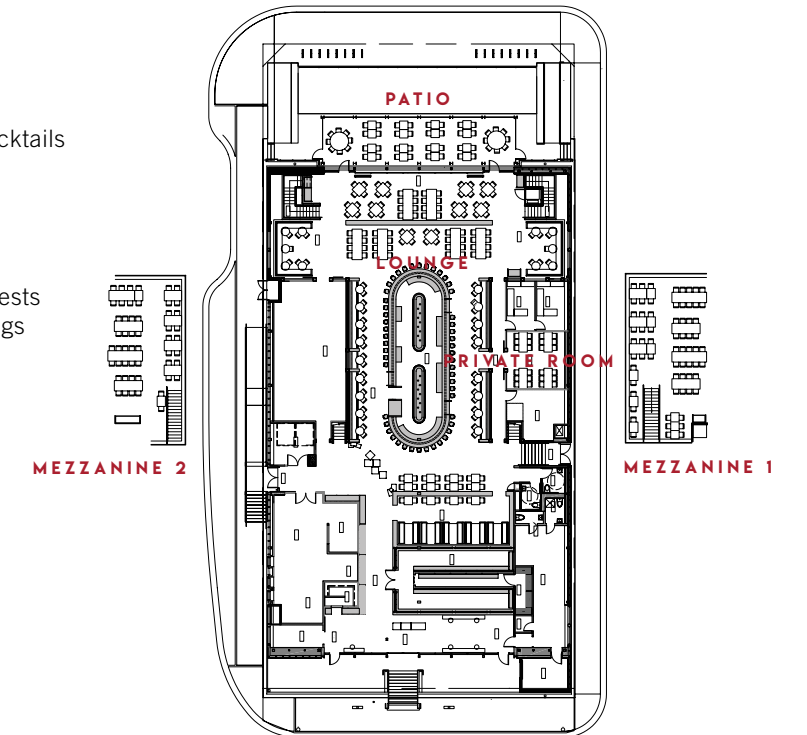 PATIO
cktails
LOUNGE
ests
gs
PRIVATE ROOM
MEZZANINE 2
MEZZANINE 1